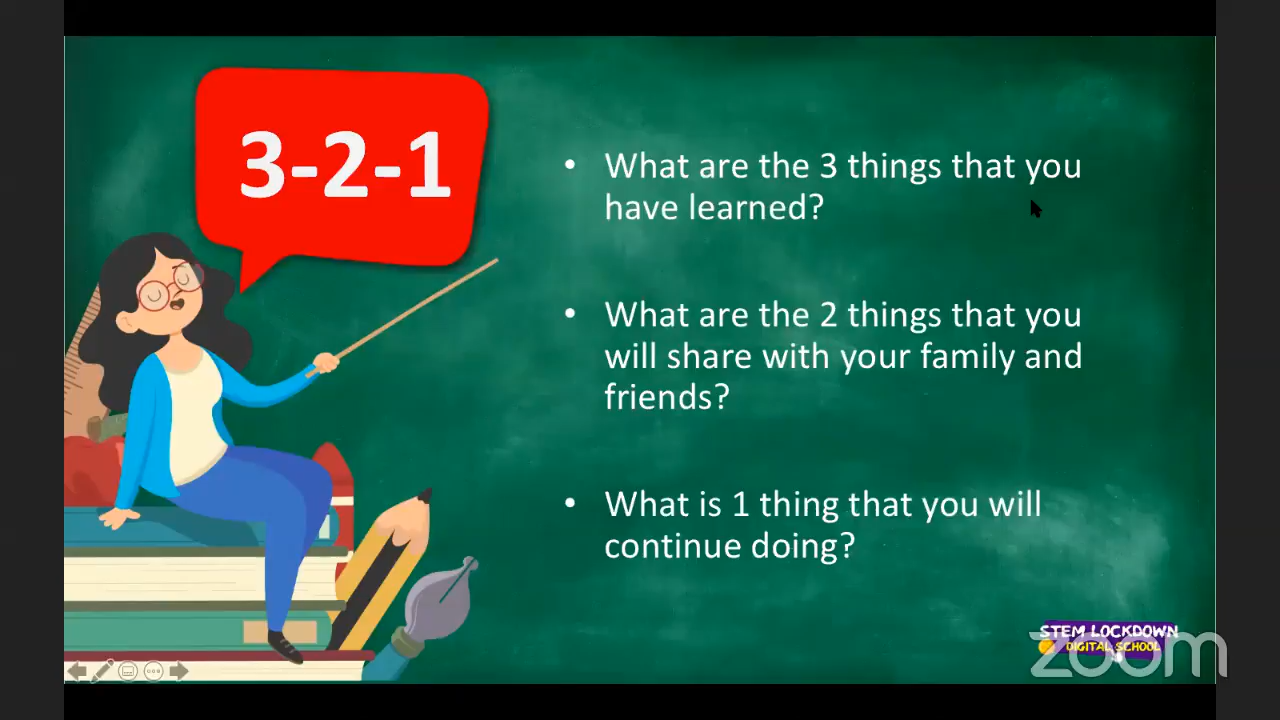 3-2-1
• What are the 3 things that you
have learned?
• What are the 2 things that you
will share with your family and
friends?
• What is 1 thing that you will
continue doing?
STEM LOCKDOWN
DIGITAL SCHOOL
zoom